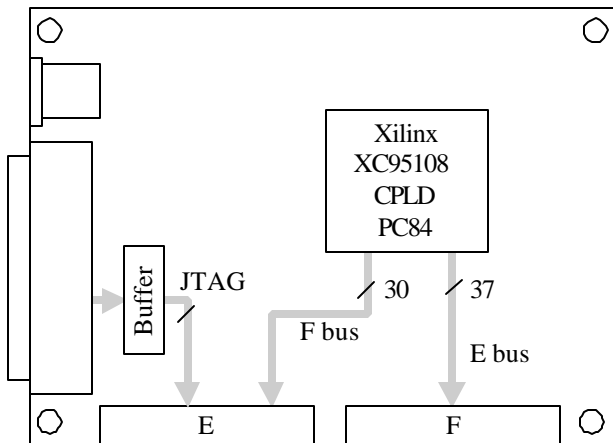 Xilinx
XC95108
CPLD
PC84
Buffer
JTAG
30
37
F bus
E bus
E
F